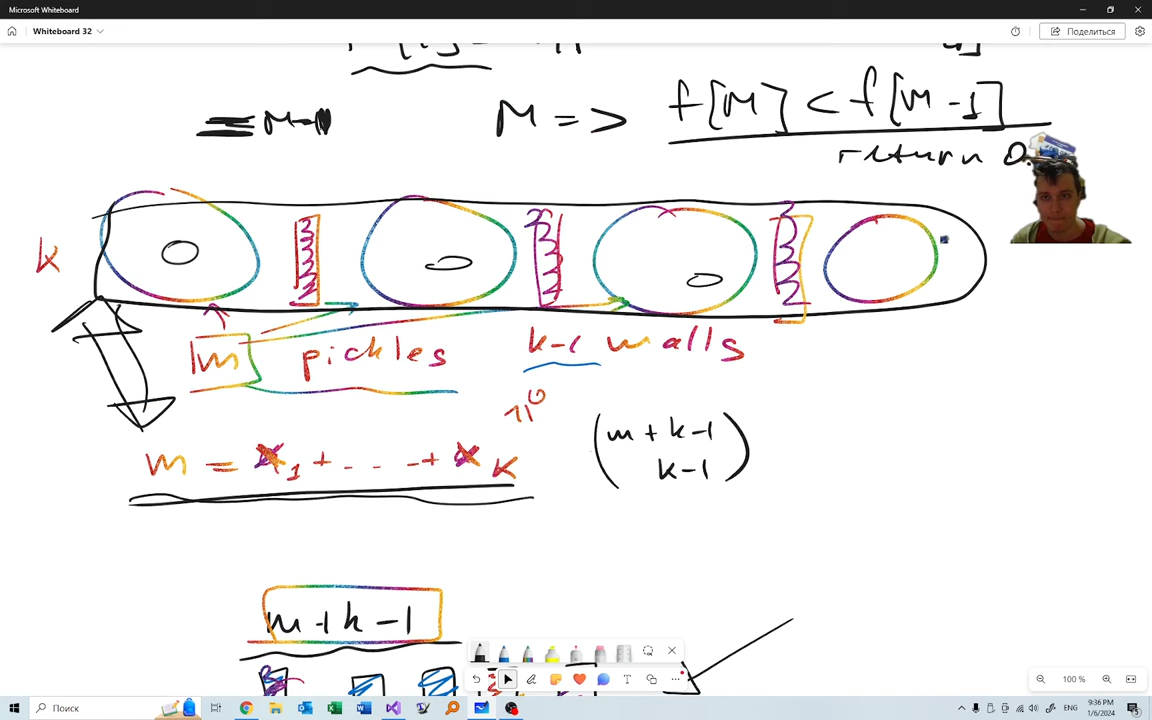 Microsoft Whiteboard
Whiteboard 32
Поделиться
M => f[M] < f[m-1]
return 0.
k
m pickles k-1 walls
(m+k-1
k-1)
m = x1 + ... + xk
m+k-1
100 %
Поиск
ENG
9:36 PM
1/6/2024
5